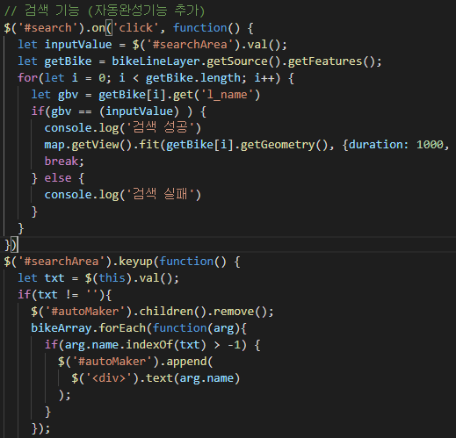 // 검색 기능 (자동완성기능 추가)
$('#search').on('click', function() {
  let inputValue = $('#searchArea').val();
  let getBike = bikeLineLayer.getSource().getFeatures();
  for(let i = 0; i < getBike.length; i++) {
    let gbv = getBike[i].get('l_name')
    if(gbv == (inputValue) ) {
      console.log('검색 성공')
      map.getView().fit(getBike[i].getGeometry(), {duration: 1000,
      break;
    } else {
      console.log('검색 실패')
    }
  }
})
$('#searchArea').keyup(function() {
  let txt = $(this).val();
  if(txt != ''){
    $('#autoMaker').children().remove();
    bikeArray.forEach(function(arg){
      if(arg.name.indexOf(txt) > -1) {
        $('#autoMaker').append(
          $('<div>').text(arg.name)
        );
      }
    });